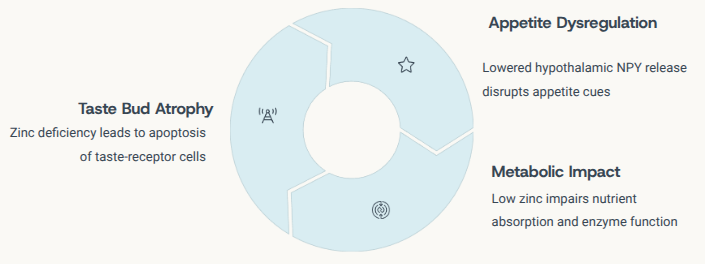 Appetite Dysregulation
Lowered hypothalamic NPY release
disrupts appetite cues
Taste Bud Atrophy
Zinc deficiency leads to apoptosis
of taste-receptor cells
Metabolic Impact
Low zinc impairs nutrient
absorption and enzyme function